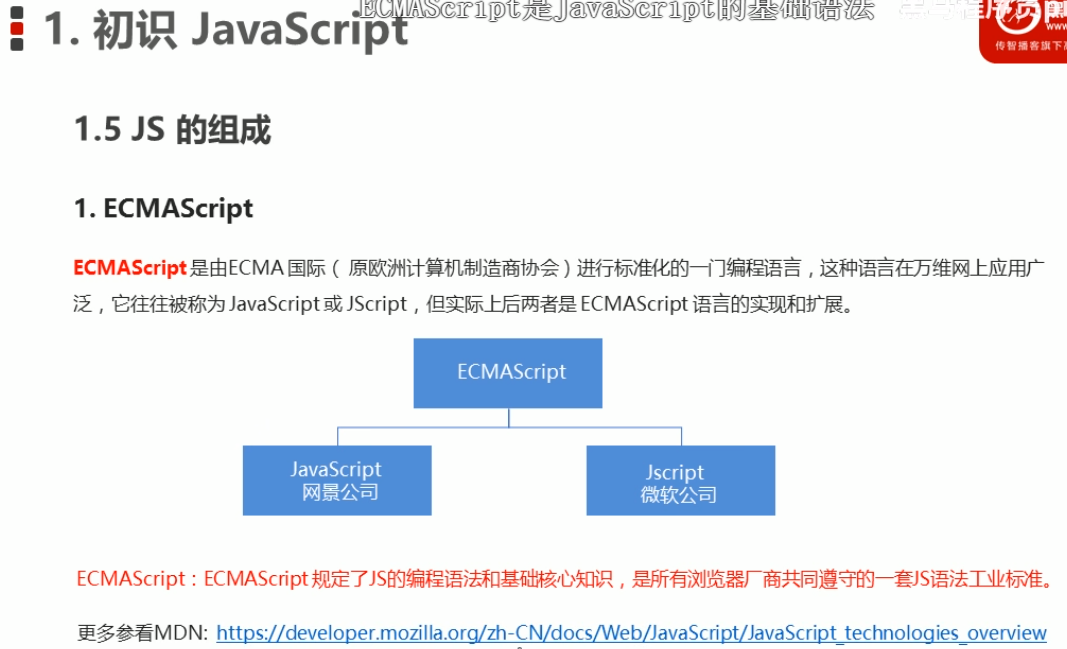 ECMAScript是JavaScript的基础语法
1. 初识 JavaScript
传智播客旗下高
1.5 JS 的组成
1. ECMAScript
ECMAScript 是由ECMA 国际（ 原欧洲计算机制造商协会）进行标准化的一门编程语言，这种语言在万维网上应用广
泛，它往往被称为 JavaScript 或 JScript，但实际上后两者是 ECMAScript 语言的实现和扩展。
ECMAScript
JavaScript
网景公司
Jscript
微软公司
ECMAScript：ECMAScript 规定了JS的编程语法和基础核心知识，是所有浏览器厂商共同遵守的一套JS语法工业标准。
更多参看MDN: https://developer.mozilla.org/zh-CN/docs/Web/JavaScript/JavaScript_technologies_overview